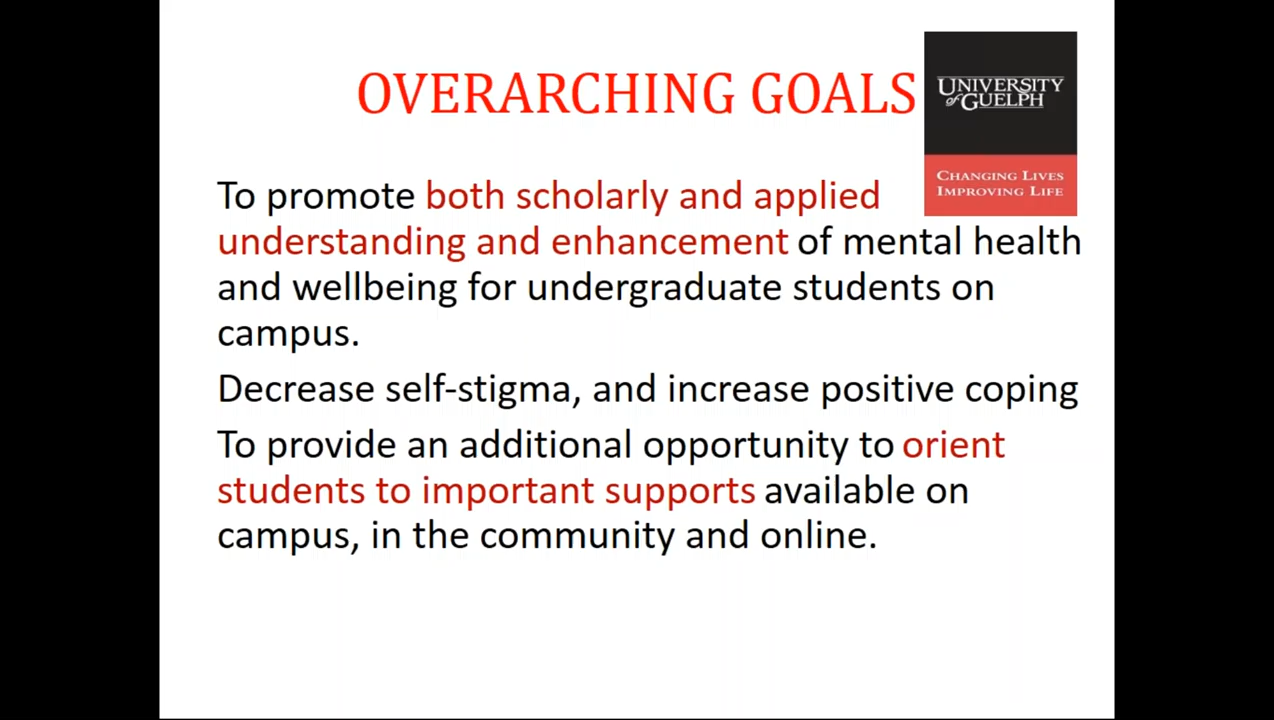 OVERARCHING GOALS
UNIVERSITY
of GUELPH
CHANGING LIVES
IMPROVING LIFE
To promote both scholarly and applied
understanding and enhancement of mental health
and wellbeing for undergraduate students on
campus.
Decrease self-stigma, and increase positive coping
To provide an additional opportunity to orient
students to important supports available on
campus, in the community and online.